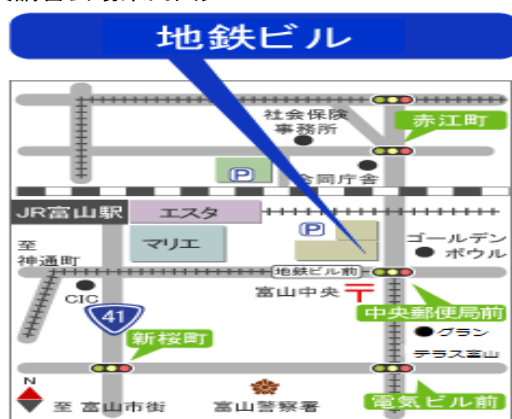 地鉄ビル
社会保険
事務所
赤江町
P
合同庁舎
JR富山駅
エスタ
P
マリエ
ゴールデン
ボウル
至
神通町
地鉄ビル前
CIC
富山中央〒
中央郵便局前
41
新桜町
グラン
テラス富山
N
至 富山市街
富山警察署
電気ビル前